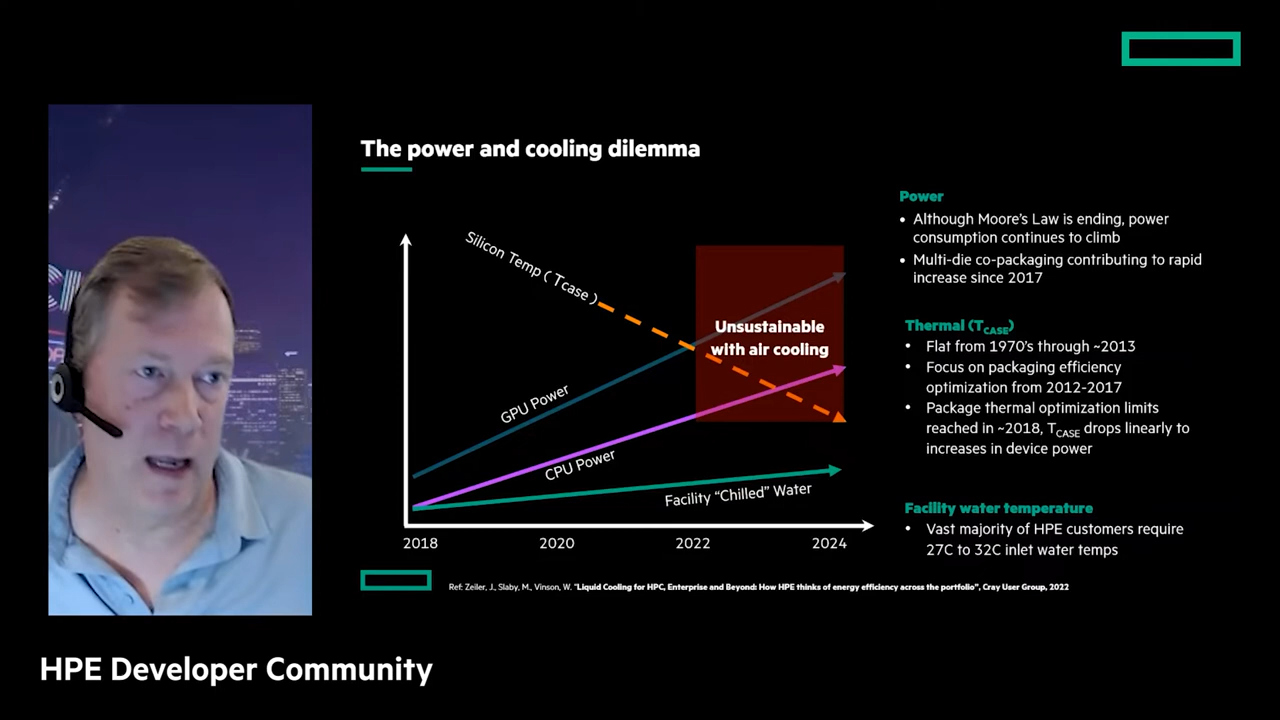 The power and cooling dilemma
Silicon Temp ( Tcase )
Unsustainable
with air cooling
GPU Power
CPU Power
Facility “Chilled” Water
2018
2020
2022
2024
Power
• Although Moore’s Law is ending, power
consumption continues to climb
• Multi-die co-packaging contributing to rapid
increase since 2017
Thermal (TCASE)
• Flat from 1970’s through ~2013
• Focus on packaging efficiency
optimization from 2012-2017
• Package thermal optimization limits
reached in ~2018, TCASE drops linearly to
increases in device power
Facility water temperature
• Vast majority of HPE customers require
27C to 32C inlet water temps
Ref: Zeiler, J., Slaby, M., Vinson, W. “Liquid Cooling for HPC, Enterprise and Beyond: How HPE thinks of energy efficiency across the portfolio”, Cray User Group, 2022
HPE Developer Community